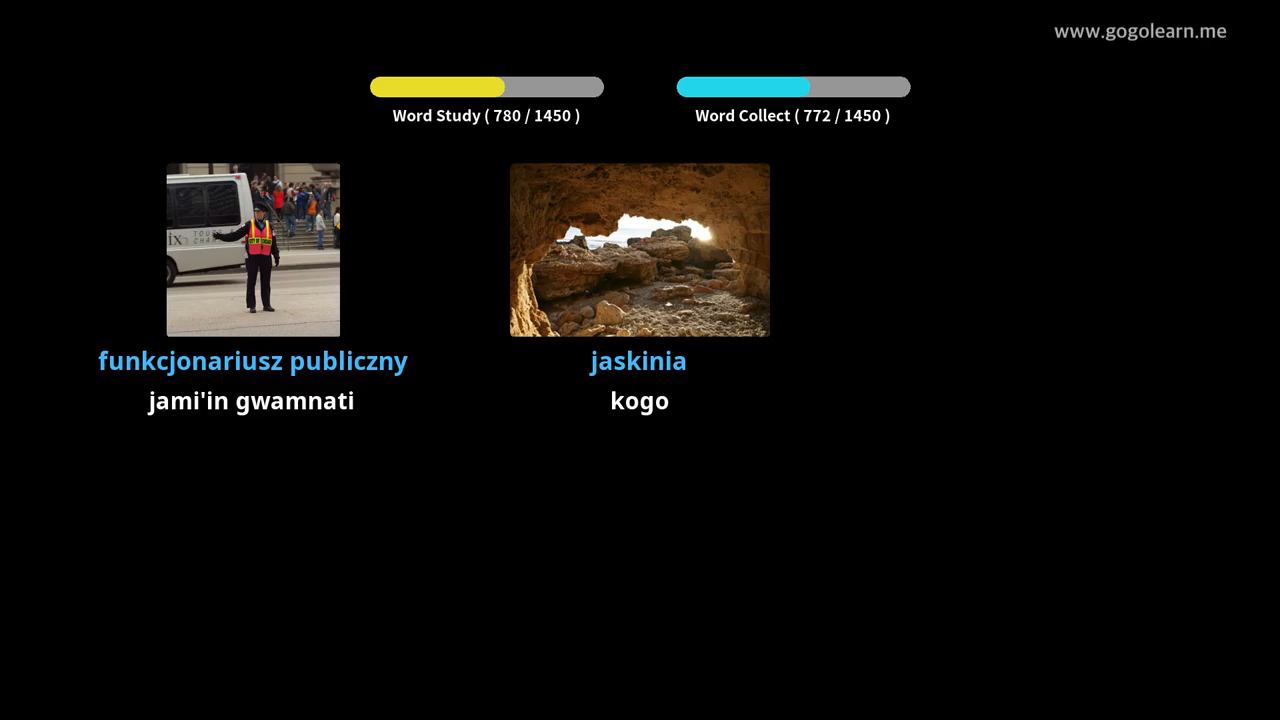 www.gogolearn.me
Word Study ( 780 / 1450 )
Word Collect ( 772 / 1450 )
funkcjonariusz publiczny
jami'in gwamnati
jaskinia
kogo